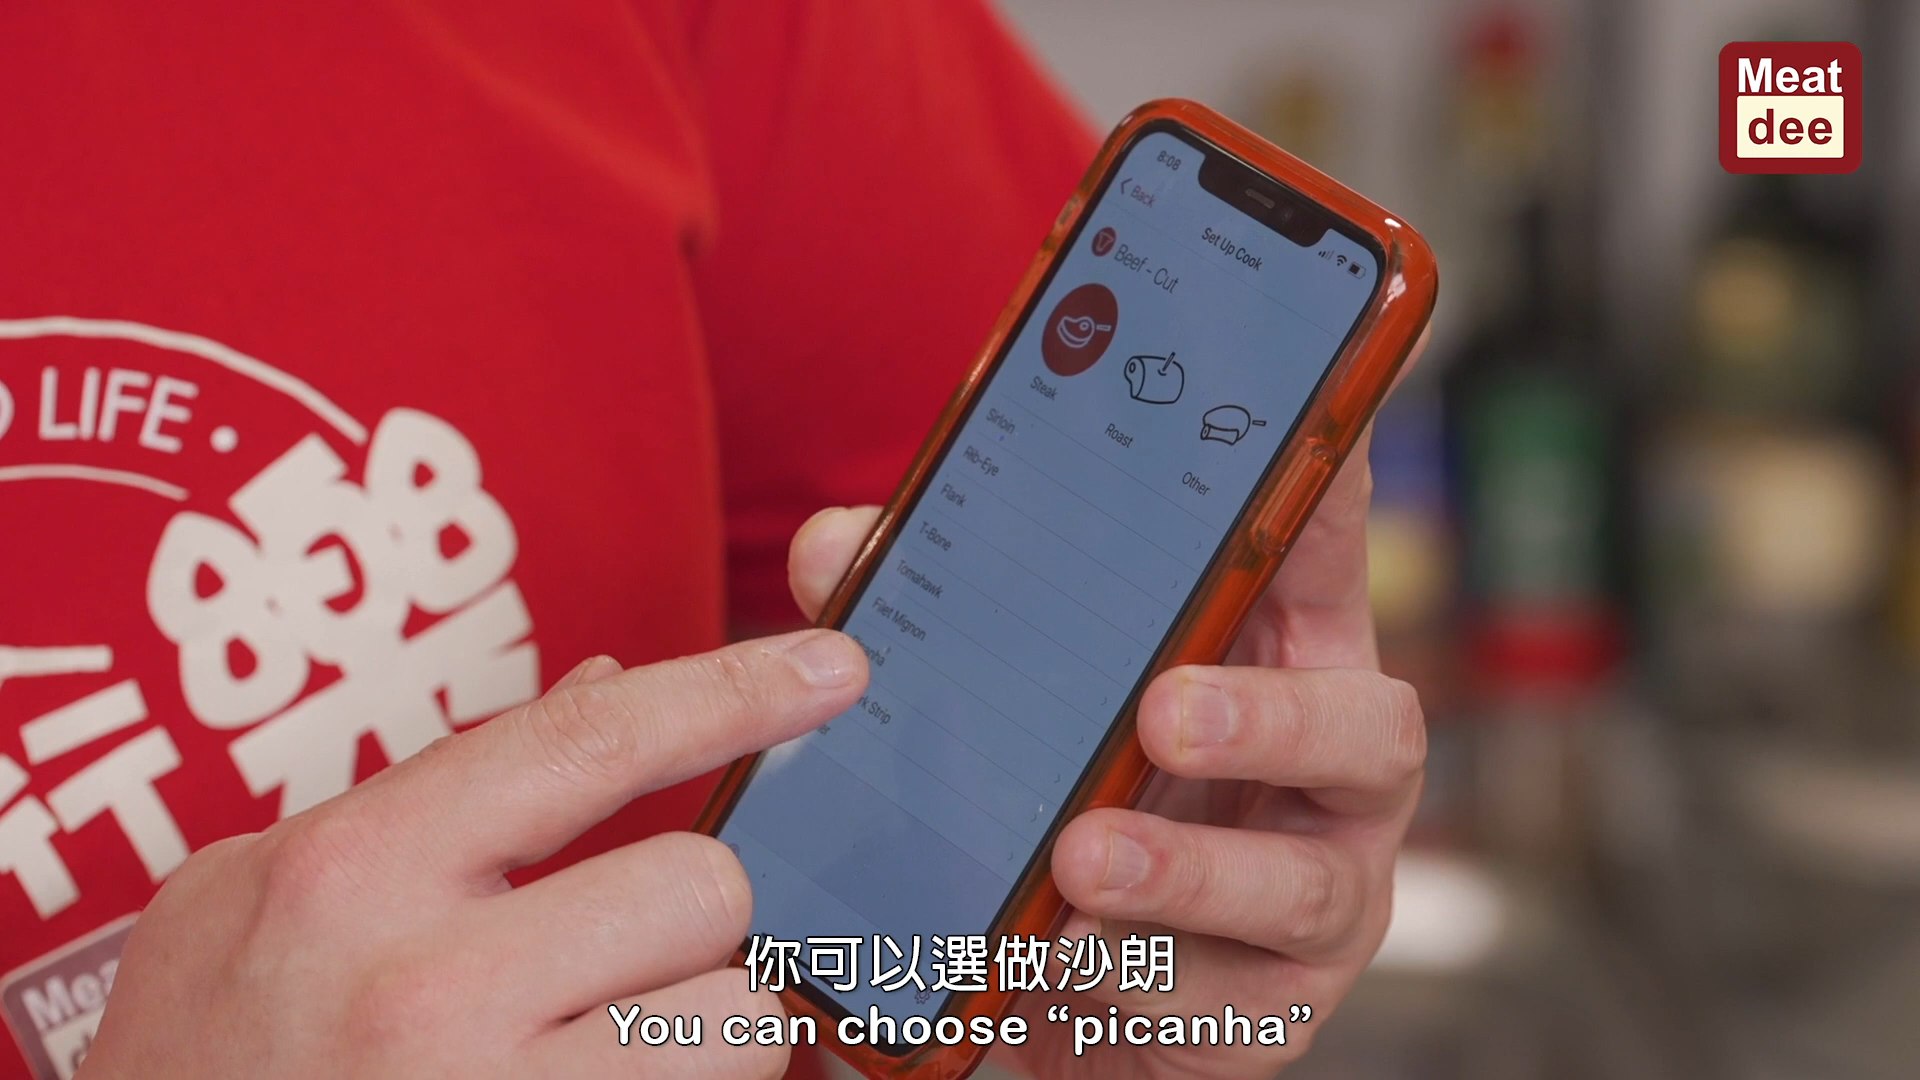 Meat
dee
8:08
Back
Set Up Cook
Beef - Cut
Steak
Roast
Other
Sirloin
Rib-Eye
Flank
T-Bone
Tomahawk
Filet Mignon
LIFE
行
你可以選做沙朗
You can choose “picanha”